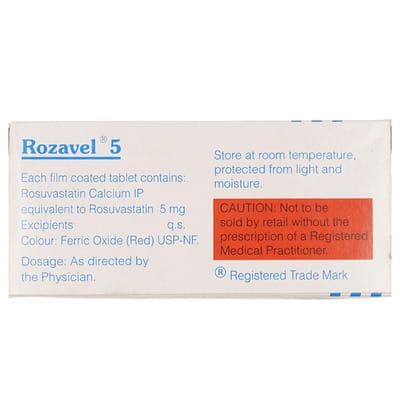 Rozavel® 5
Each film coated tablet contains:
Rosuvastatin Calcium IP
equivalent to Rosuvastatin 5 mg
Excipients q.s.
Colour: Ferric Oxide (Red) USP-NF.
Dosage: As directed by
the Physician.
Store at room temperature,
protected from light and
moisture.
CAUTION: Not to be
sold by retail without the
prescription of a Registered
Medical Practitioner.
® Registered Trade Mark